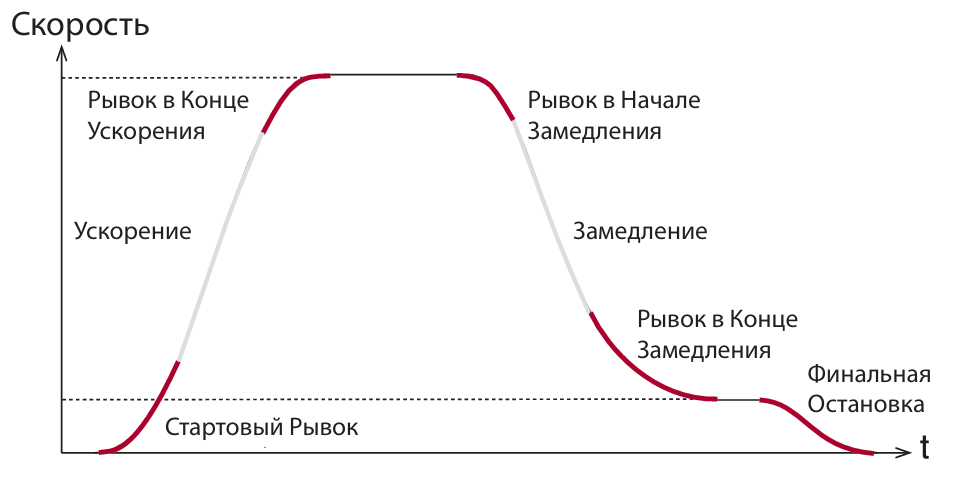 Скорость
Рывок в Конце
Ускорения
Рывок в Начале
Замедления
Ускорение
Замедление
Рывок в Конце
Замедления
Финальная
Остановка
Стартовый Рывок
t